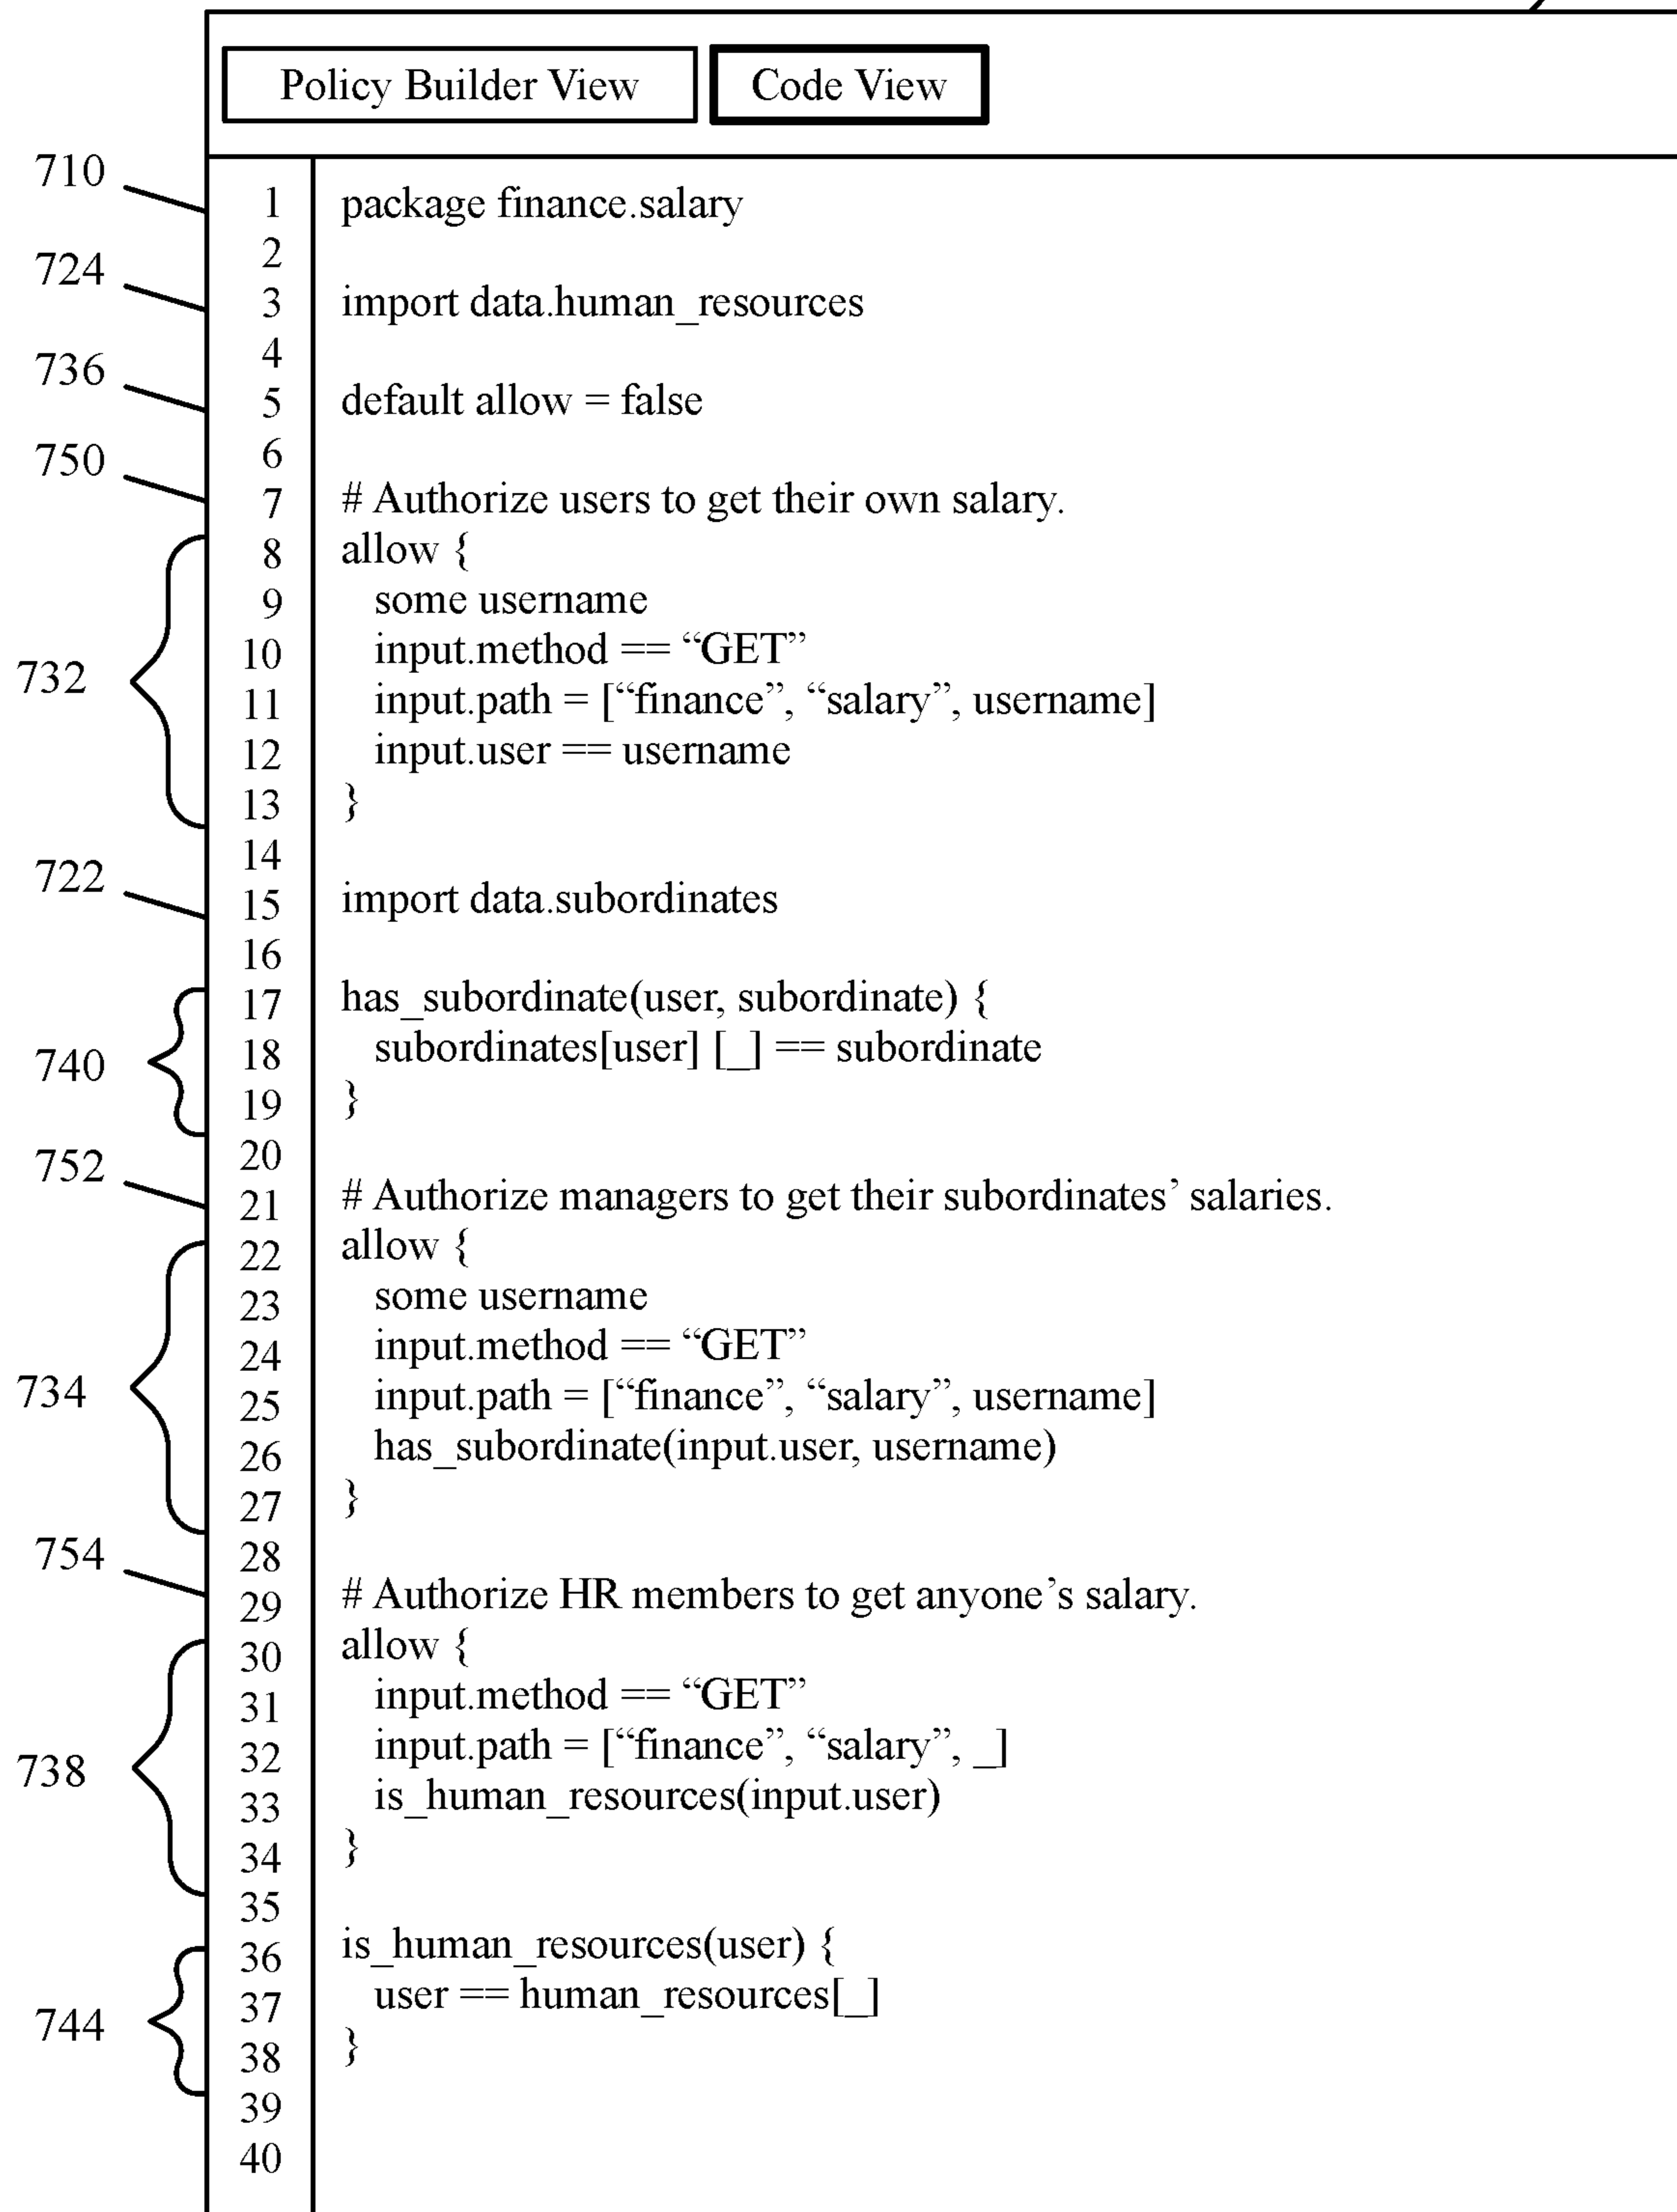 Policy Builder View Code View
710
1 package finance.salary
2
724
3 import data.human_resources
4
736
5 default allow = false
6
750
7 # Authorize users to get their own salary.
8 allow {
9 some username
10 input.method == “GET”
732
11 input.path = [“finance”, “salary”, username]
12 input.user == username
13 }
14
722
15 import data.subordinates
16
17 has_subordinate(user, subordinate) {
740
18 subordinates[user] [_] == subordinate
19 }
20
752
21 # Authorize managers to get their subordinates’ salaries.
22 allow {
23 some username
24 input.method == “GET”
734
25 input.path = [“finance”, “salary”, username]
26 has_subordinate(input.user, username)
27 }
28
754
29 # Authorize HR members to get anyone’s salary.
30 allow {
31 input.method == “GET”
738
32 input.path = [“finance”, “salary”, _]
33 is_human_resources(input.user)
34 }
35
36 is_human_resources(user) {
744
37 user == human_resources[_]
38 }
39
40